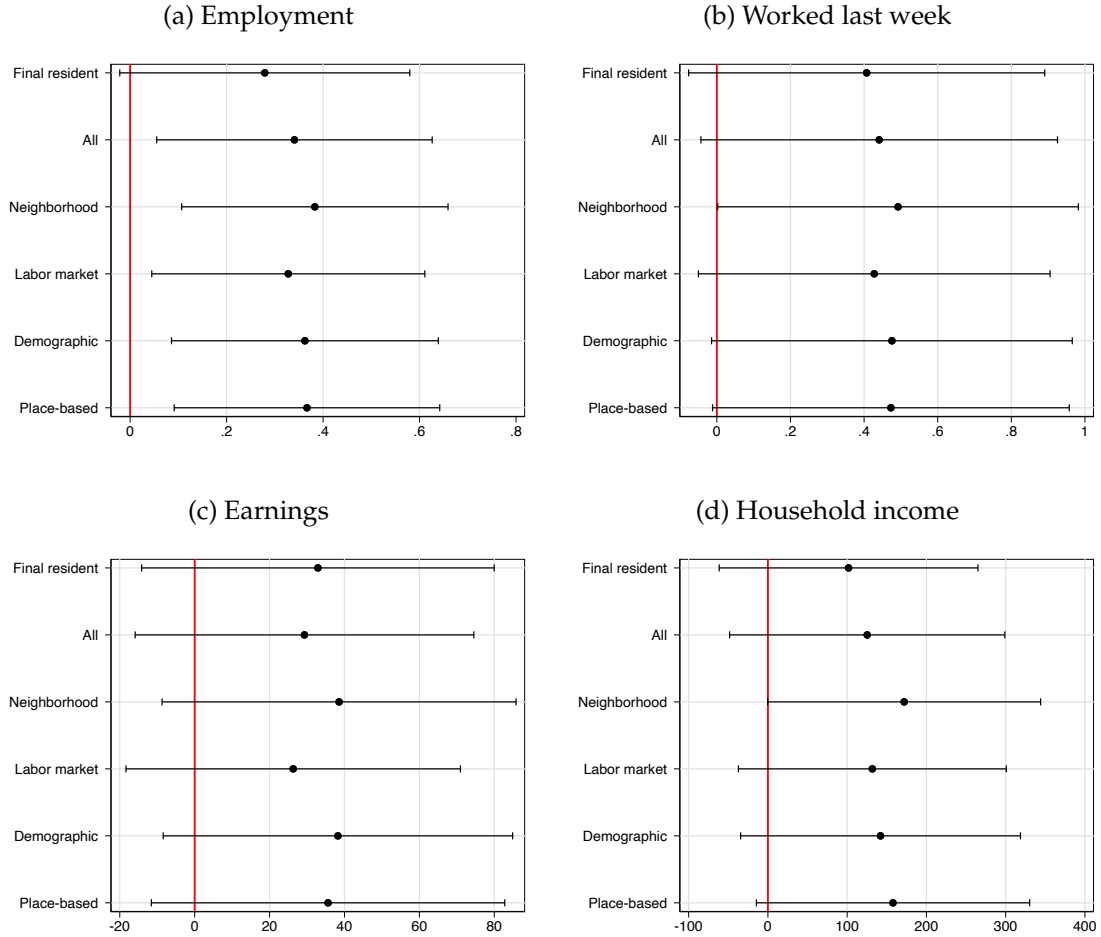 (a) Employment
Final resident
All
Neighborhood
Labor market
Demographic
Place-based
0 .2 .4 .6 .8
(b) Worked last week
Final resident
All
Neighborhood
Labor market
Demographic
Place-based
0 .2 .4 .6 .8 1
(c) Earnings
Final resident
All
Neighborhood
Labor market
Demographic
Place-based
-20 0 20 40 60 80
(d) Household income
Final resident
All
Neighborhood
Labor market
Demographic
Place-based
-100 0 100 200 300 400